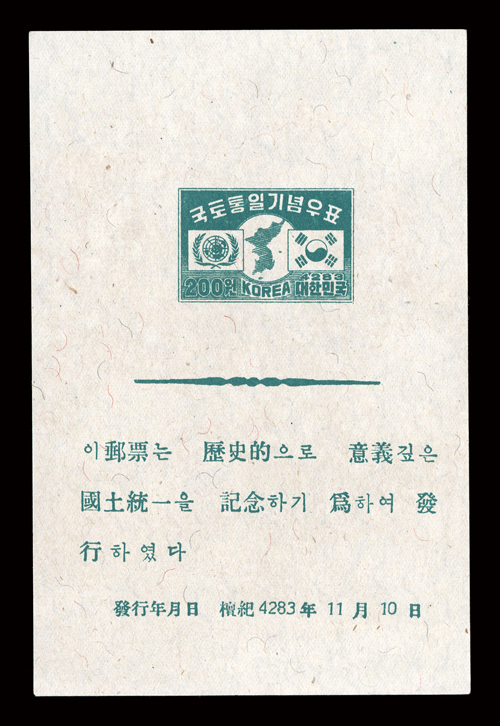 국토통일기념우표
4283
200원 KOREA 대한민국
이郵票는 歷史的으로 意義깊은
國土統一을 記念하기 爲하여 發
行하였다
發行年月日 檀紀 4283年 11月 10日